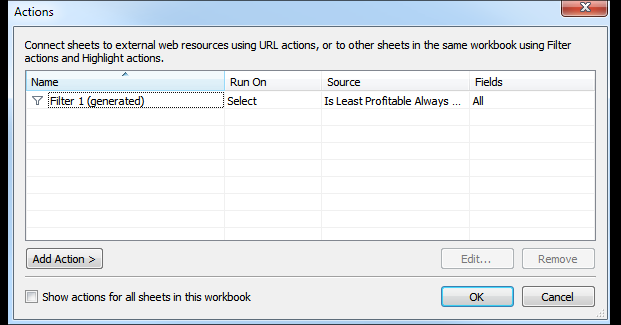 Actions
Connect sheets to external web resources using URL actions, or to other sheets in the same workbook using Filter
actions and Highlight actions.
Name Run On Source Fields
Filter 1 (generated) Select Is Least Profitable Always ... All
Add Action > Edit... Remove
Show actions for all sheets in this workbook OK Cancel